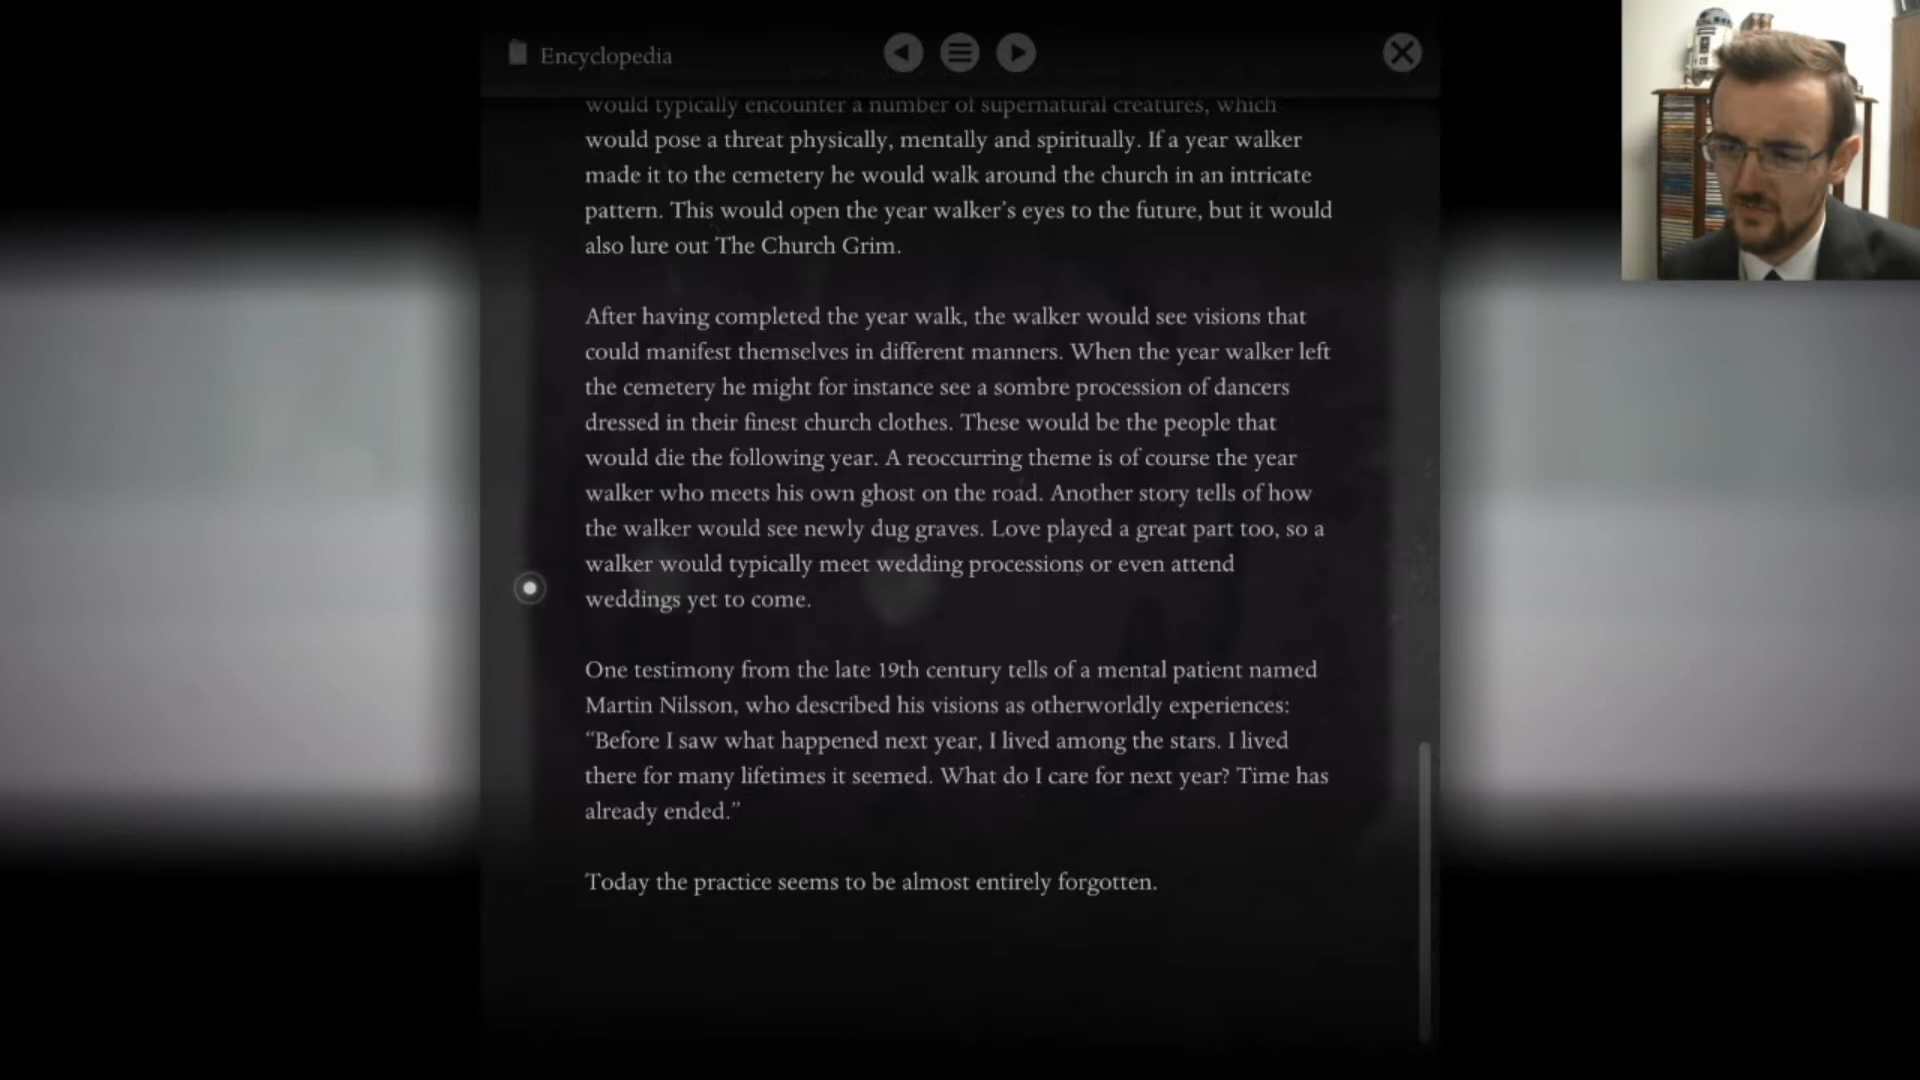 Encyclopedia
would typically encounter a number of supernatural creatures, which
would pose a threat physically, mentally and spiritually. If a year walker
made it to the cemetery he would walk around the church in an intricate
pattern. This would open the year walker’s eyes to the future, but it would
also lure out The Church Grim.
After having completed the year walk, the walker would see visions that
could manifest themselves in different manners. When the year walker left
the cemetery he might for instance see a sombre procession of dancers
dressed in their finest church clothes. These would be the people that
would die the following year. A reoccurring theme is of course the year
walker who meets his own ghost on the road. Another story tells of how
the walker would see newly dug graves. Love played a great part too, so a
walker would typically meet wedding processions or even attend
weddings yet to come.
One testimony from the late 19th century tells of a mental patient named
Martin Nilsson, who described his visions as otherworldly experiences:
“Before I saw what happened next year, I lived among the stars. I lived
there for many lifetimes it seemed. What do I care for next year? Time has
already ended.”
Today the practice seems to be almost entirely forgotten.